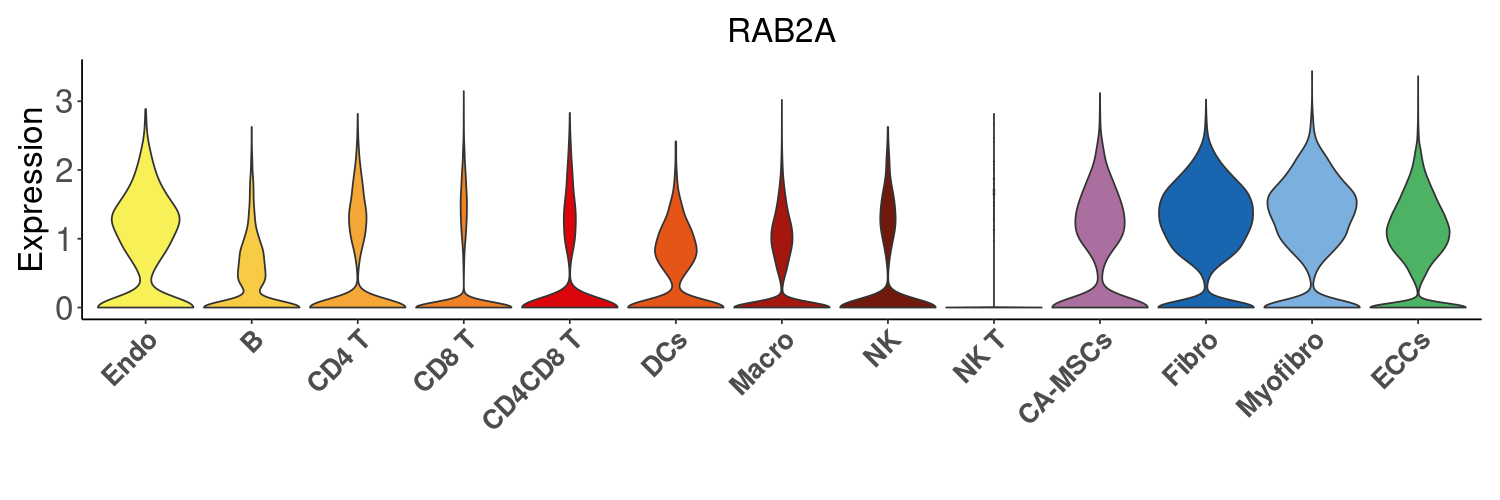 RAB2A
Expression
3
2
1
0
Endo
B
CD4 T
CD8 T
CD4CD8 T
DCs
Macro
NK
NK T
CA-MSCs
Fibro
Myofibro
ECCs